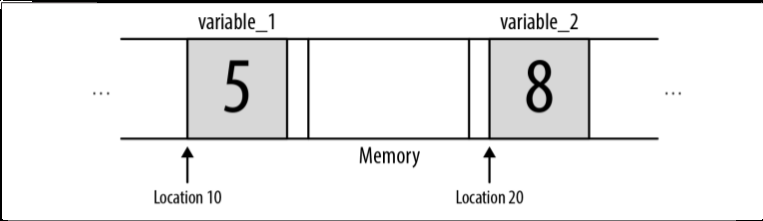 variable_1 variable_2
... 5 8 ...
Memory
Location 10 Location 20